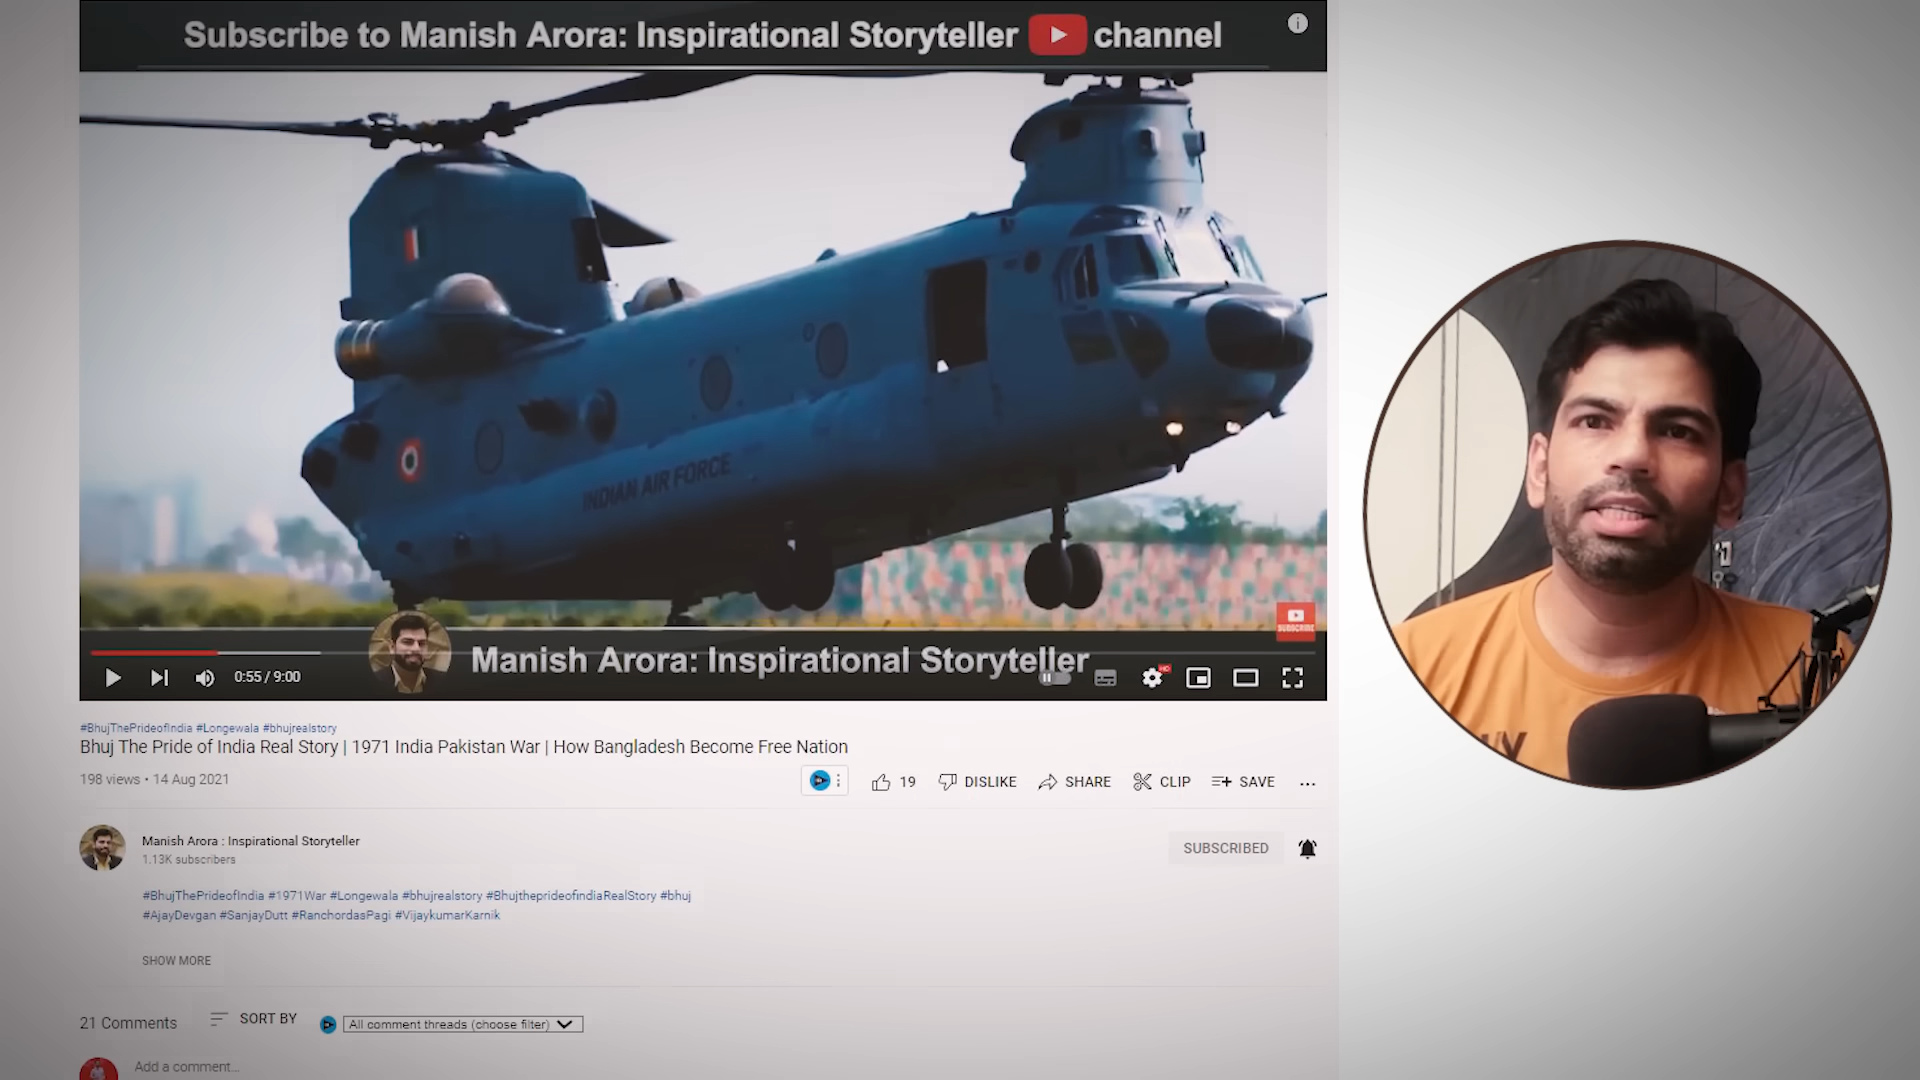 Subscribe to Manish Arora: Inspirational Storyteller channel
INDIAN AIR FORCE
SUBSCRIBE
Manish Arora: Inspirational Storyteller
0:55 / 9:00
HD
#BhujThePrideofIndia #Longewala #bhujrealstory
Bhuj The Pride of India Real Story | 1971 India Pakistan War | How Bangladesh Become Free Nation
198 views • 14 Aug 2021
19 DISLIKE SHARE CLIP SAVE ...
Manish Arora : Inspirational Storyteller
1.13K subscribers
SUBSCRIBED
#BhujThePrideofIndia #1971War #Longewala #bhujrealstory #BhujtheprideofindiaRealStory #bhuj
#AjayDevgan #SanjayDutt #RanchordasPagi #VijaykumarKarnik
SHOW MORE
21 Comments SORT BY All comment threads (choose filter)
Add a comment...